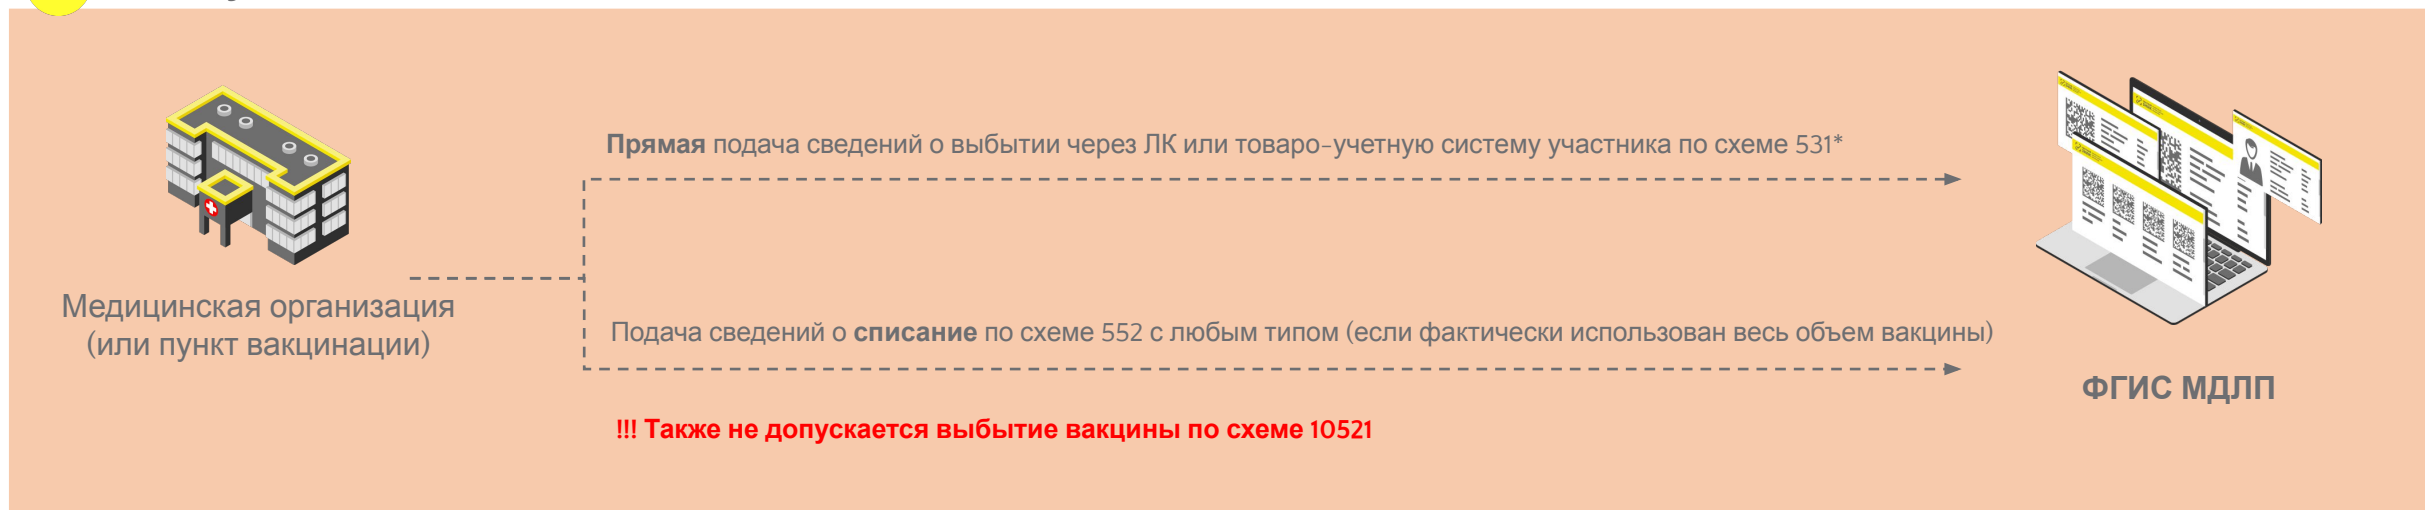 Прямая подача сведений о выбытии через ЛК или товаро-учетную систему участника по схеме 531*
Медицинская организация
(или пункт вакцинации)
Подача сведений о списание по схеме 552 с любым типом (если фактически использован весь объем вакцины)
ФГИС МДЛП
!!! Также не допускается выбытие вакцины по схеме 10521